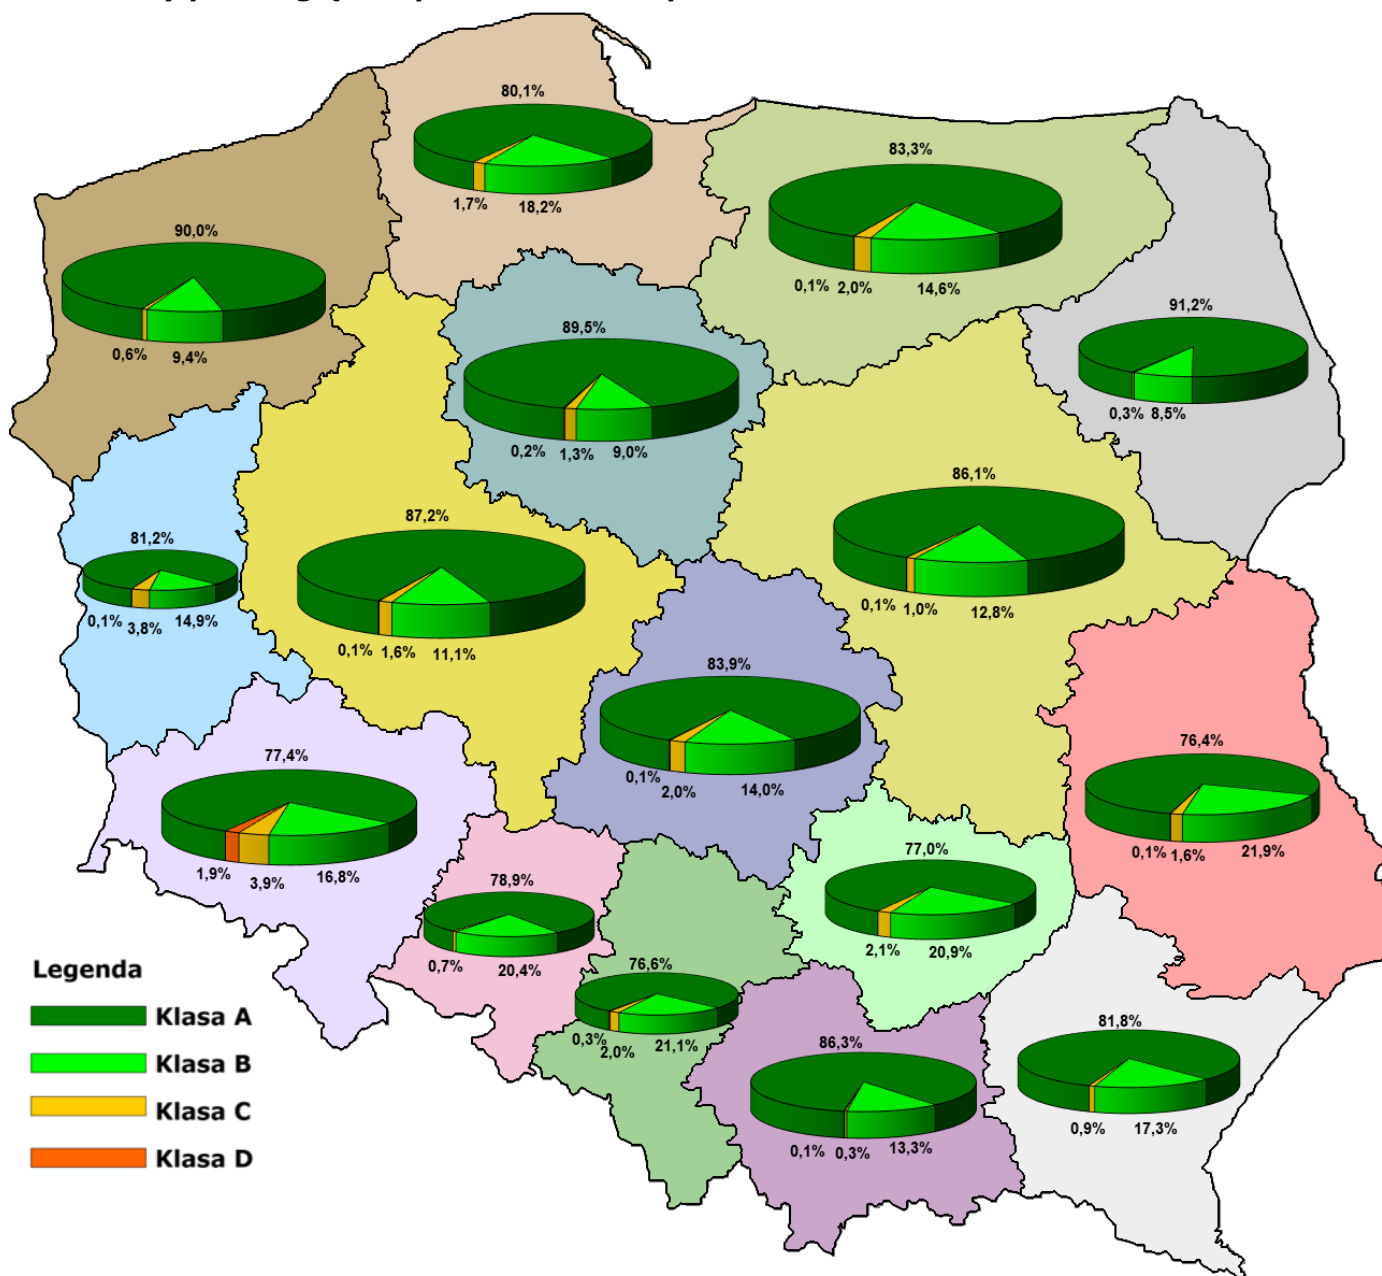 80,1%
1,7% 18,2%
83,3%
0,1% 2,0% 14,6%
90,0%
0,6% 9,4%
89,5%
0,2% 1,3% 9,0%
91,2%
0,3% 8,5%
86,1%
0,1% 1,0% 12,8%
87,2%
0,1% 1,6% 11,1%
81,2%
0,1% 3,8% 14,9%
83,9%
0,1% 2,0% 14,0%
77,4%
1,9% 3,9% 16,8%
76,4%
0,1% 1,6% 21,9%
77,0%
2,1% 20,9%
78,9%
0,7% 20,4%
76,6%
0,3% 2,0% 21,1%
86,3%
0,1% 0,3% 13,3%
81,8%
0,9% 17,3%
Legenda
Klasa A
Klasa B
Klasa C
Klasa D